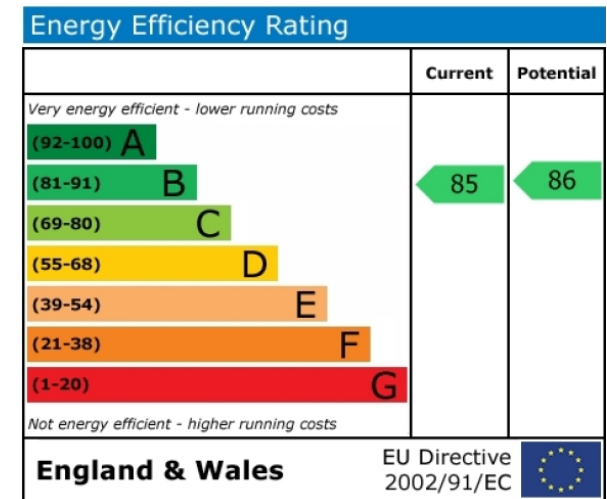 Energy Efficiency Rating
Current Potential
Very energy efficient - lower running costs
(92-100) A
(81-91) B 85 86
(69-80) C
(55-68) D
(39-54) E
(21-38) F
(1-20) G
Not energy efficient - higher running costs
England & Wales
EU Directive
2002/91/EC